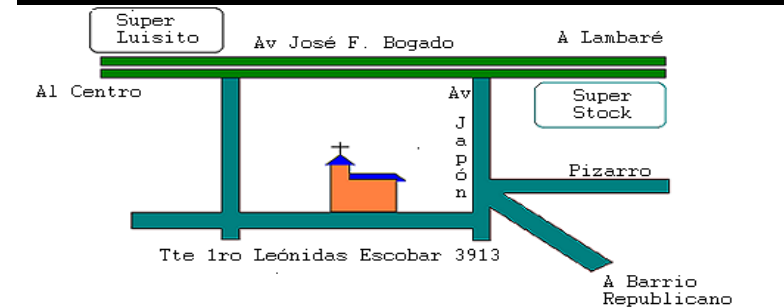 Super
Luisito
Av José F. Bogado
A Lambaré
Al Centro
Av
Japón
Super
Stock
Pizarro
Tte 1ro Leónidas Escobar 3913
A Barrio
Republicano